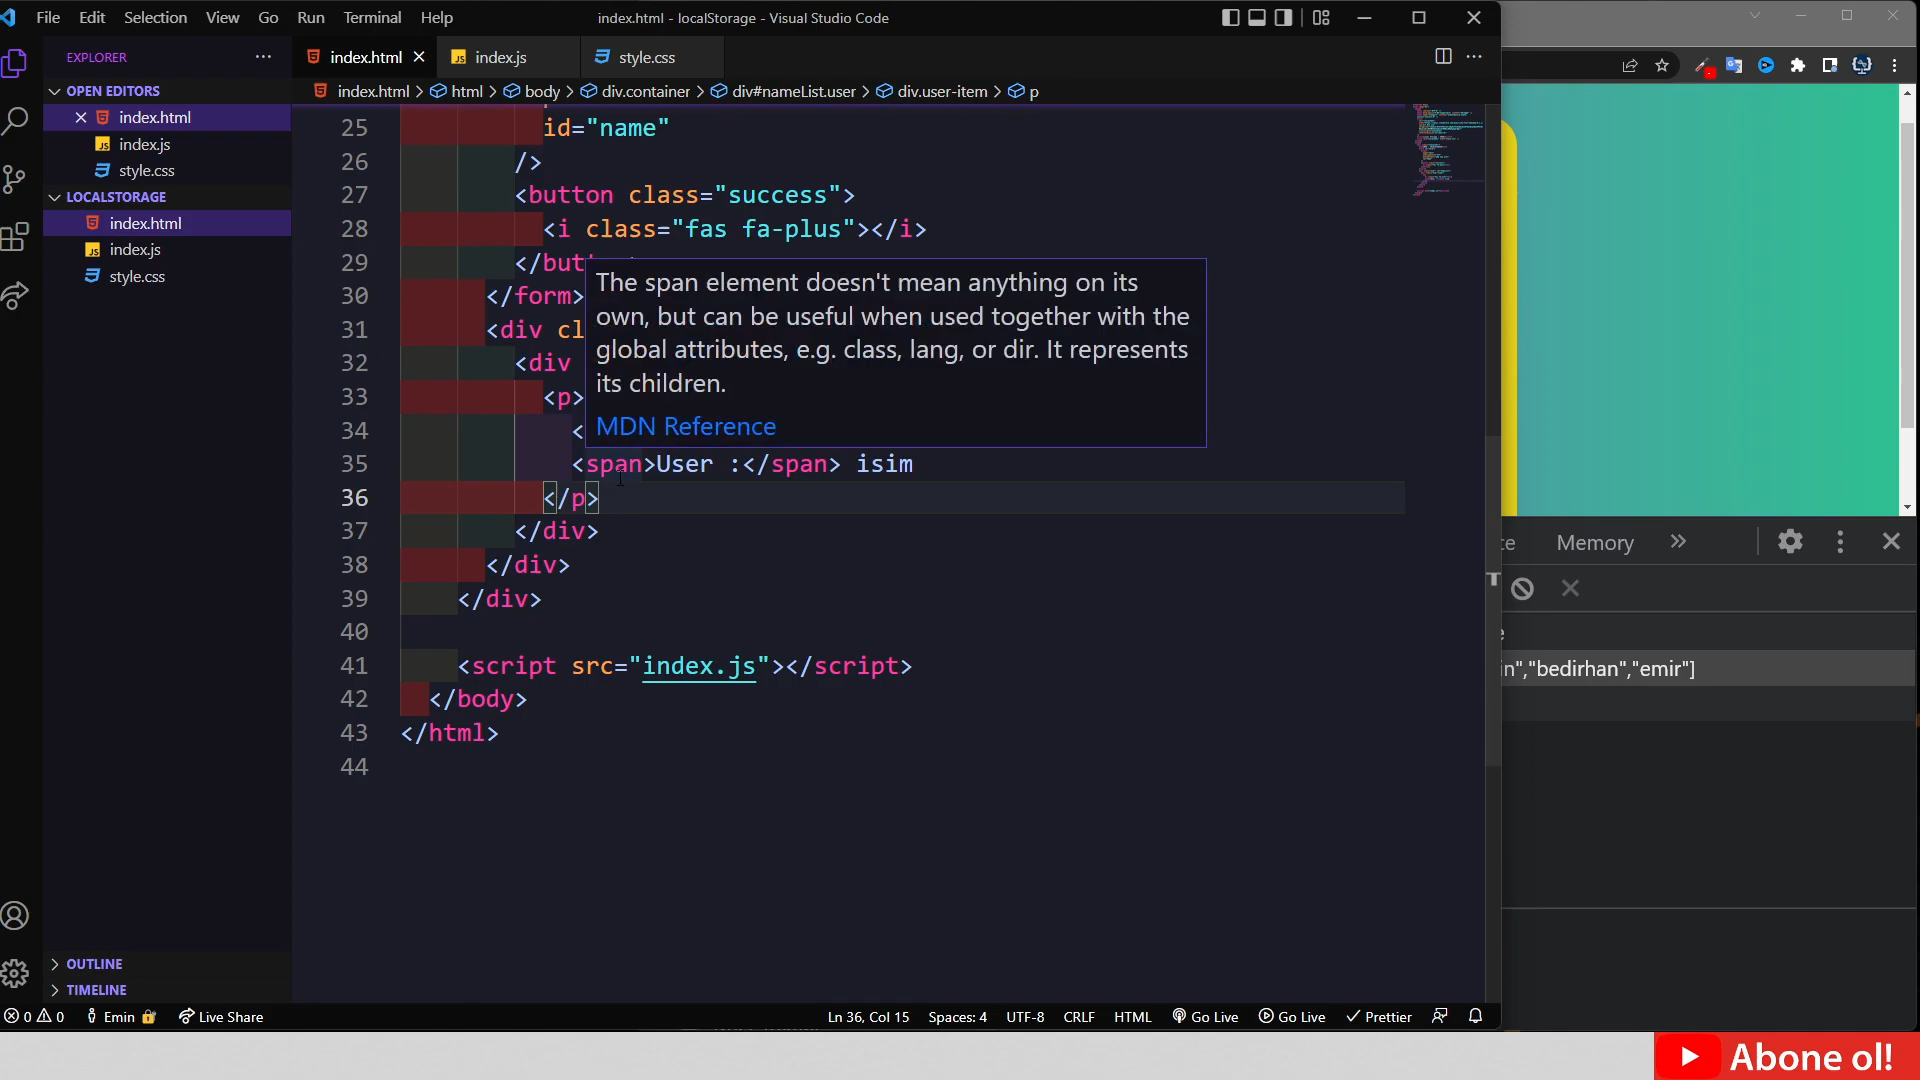 File Edit Selection View Go Run Terminal Help
index.html - localStorage - Visual Studio Code
EXPLORER
index.html
index.js
style.css
OPEN EDITORS
index.html > html > body > div.container > div#nameList.user > div.user-item > p
index.html
index.js
style.css
LOCALSTORAGE
index.html
index.js
style.css
25 id="name"
26 />
27 <button class="success">
28 <i class="fas fa-plus"></i>
29 </but
30 </form>
31 <div cl
32 <div
33 <p>
34 <
35 <span>User :</span> isim
36 </p>
37 </div>
38 </div>
39 </div>
40
41 <script src="index.js"></script>
42 </body>
43 </html>
44
The span element doesn't mean anything on its
own, but can be useful when used together with the
global attributes, e.g. class, lang, or dir. It represents
its children.
MDN Reference
Memory
in","bedirhan","emir"]
OUTLINE
TIMELINE
0 0 Emin Live Share
Ln 36, Col 15 Spaces: 4 UTF-8 CRLF HTML Go Live Go Live Prettier
Abone ol!